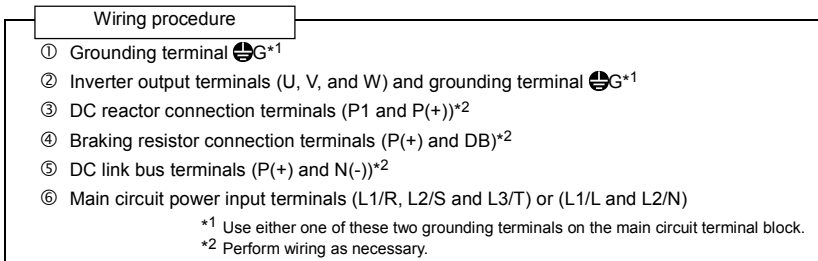 Wiring procedure
① Grounding terminal G*1
② Inverter output terminals (U, V, and W) and grounding terminal G*1
③ DC reactor connection terminals (P1 and P(+))*2
④ Braking resistor connection terminals (P(+) and DB)*2
⑤ DC link bus terminals (P(+) and N(-))*2
⑥ Main circuit power input terminals (L1/R, L2/S and L3/T) or (L1/L and L2/N)
*1 Use either one of these two grounding terminals on the main circuit terminal block.
*2 Perform wiring as necessary.